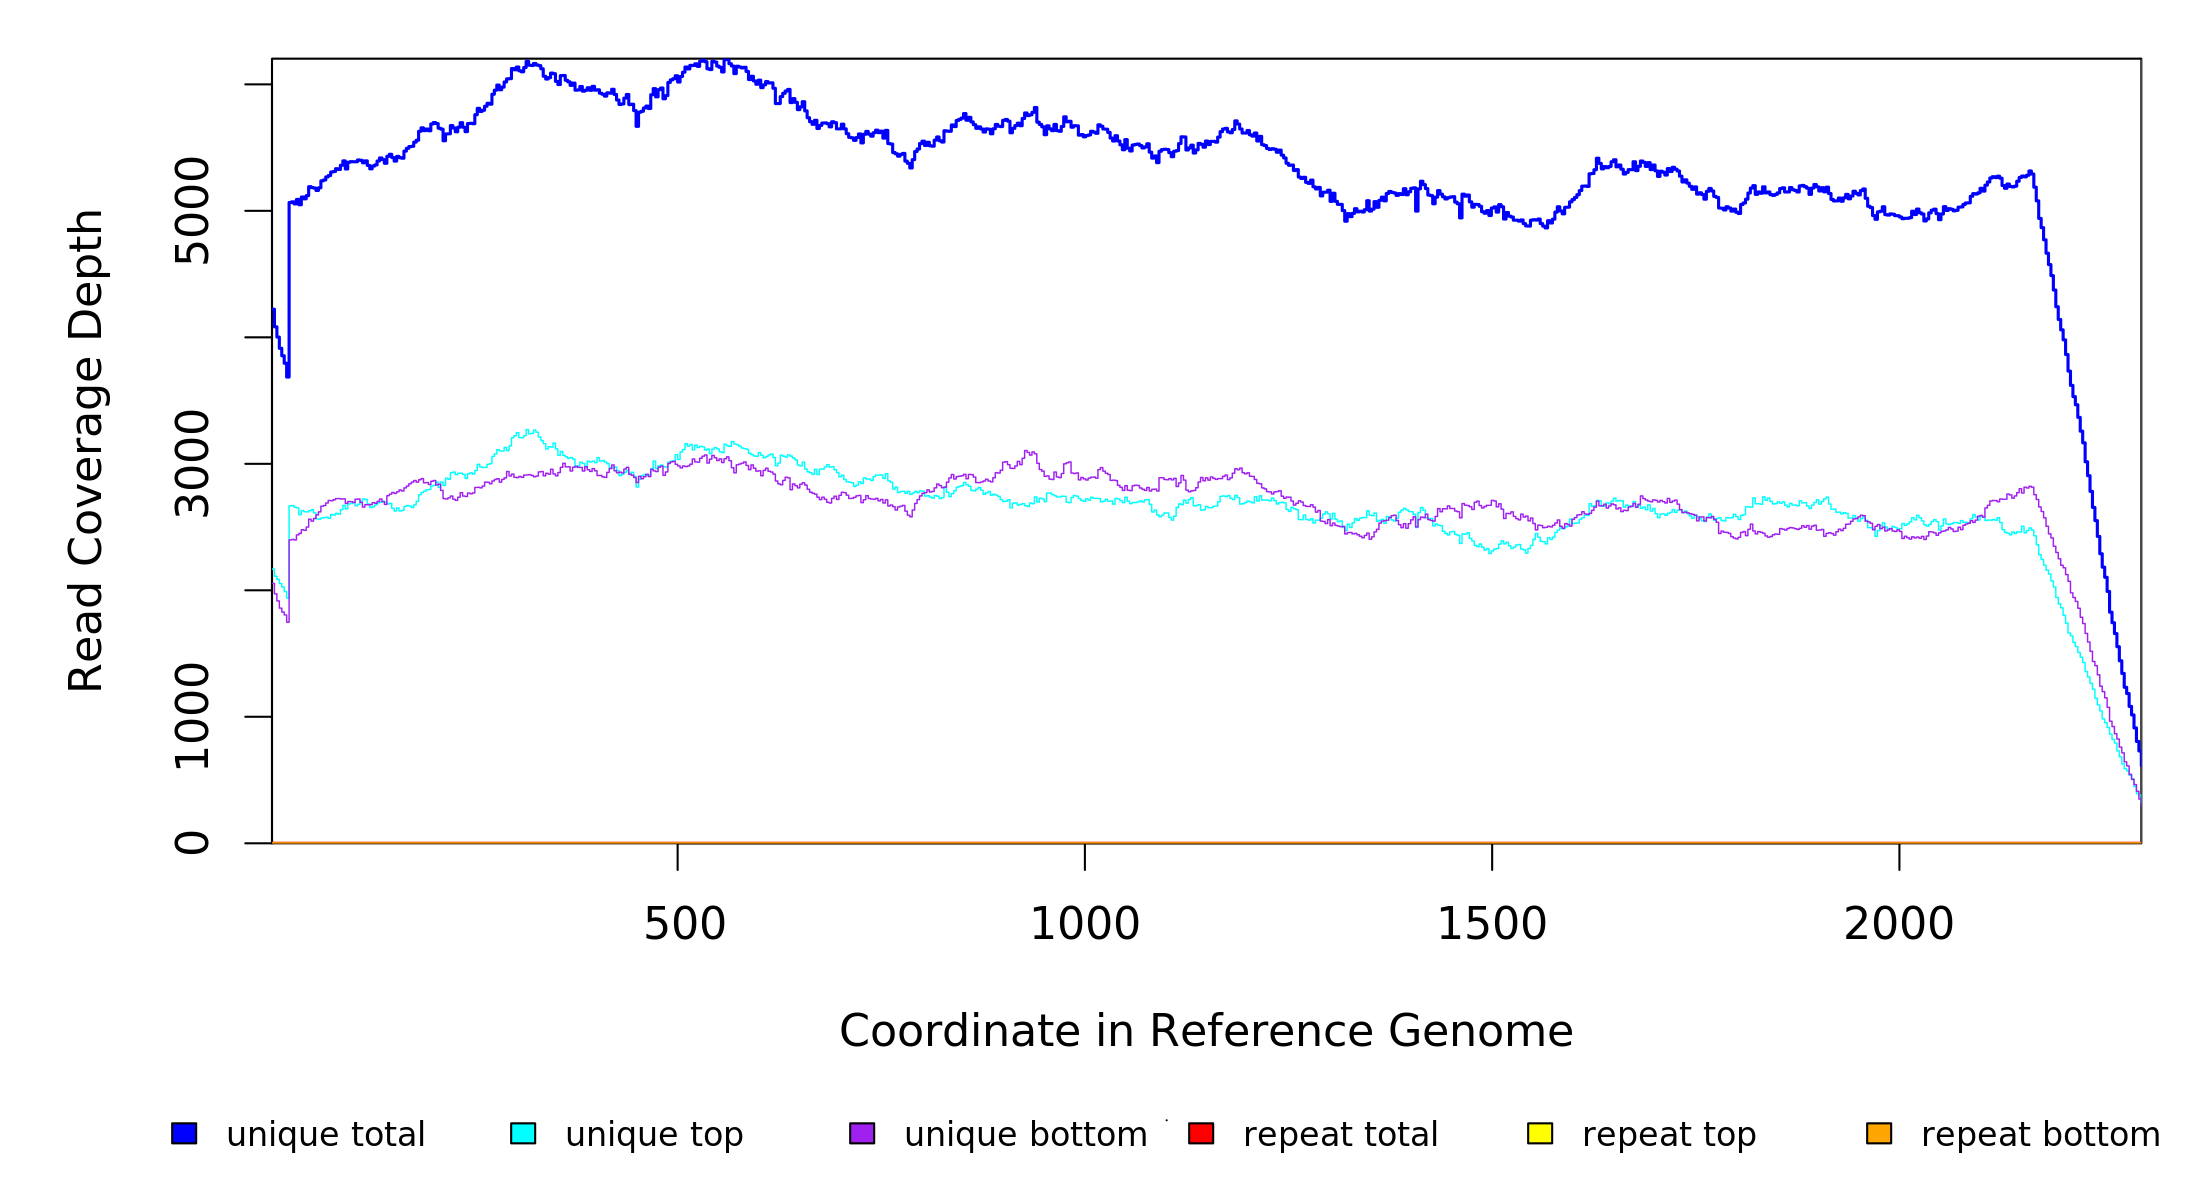 Read Coverage Depth
5000
3000
1000
0
500 1000 1500 2000
Coordinate in Reference Genome
unique total unique top unique bottom repeat total repeat top repeat bottom